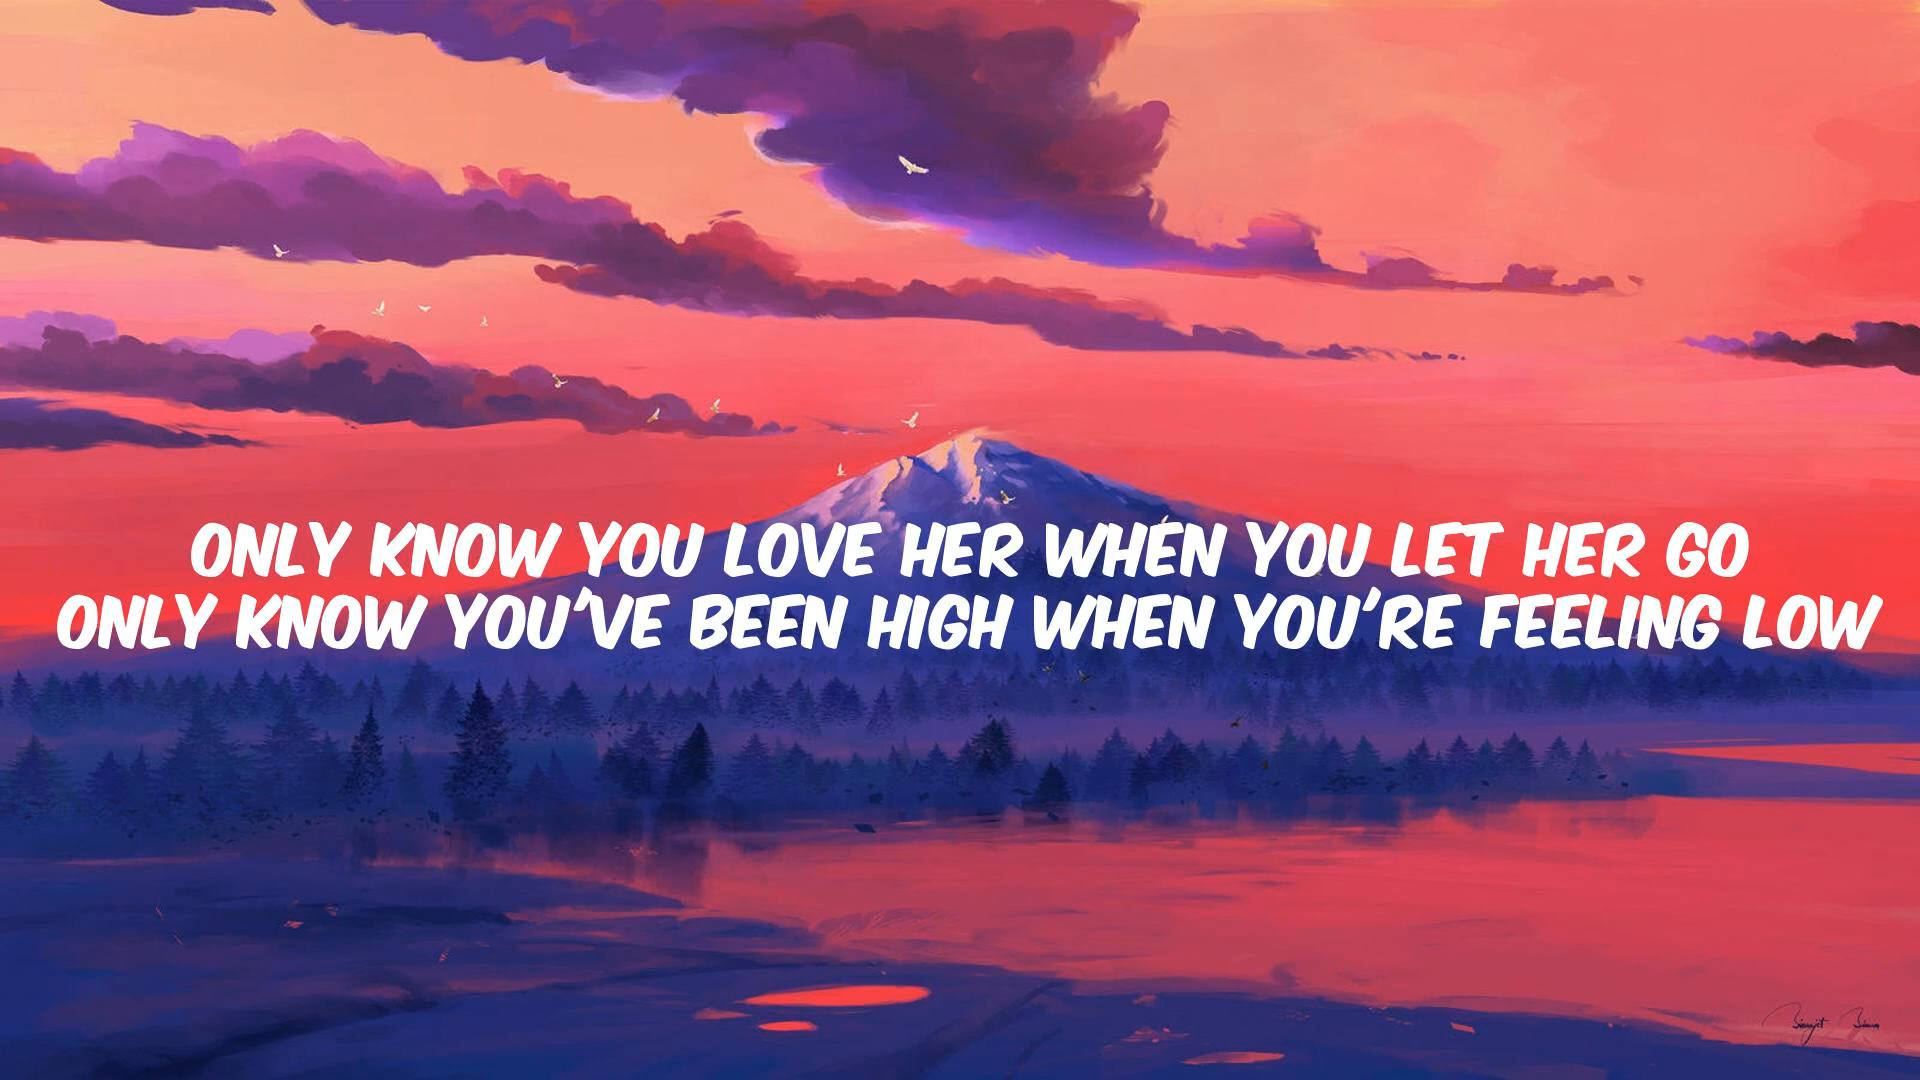 ONLY KNOW YOU LOVE HER WHEN YOU LET HER GO
ONLY KNOW YOU'VE BEEN HIGH WHEN YOU'RE FEELING LOW